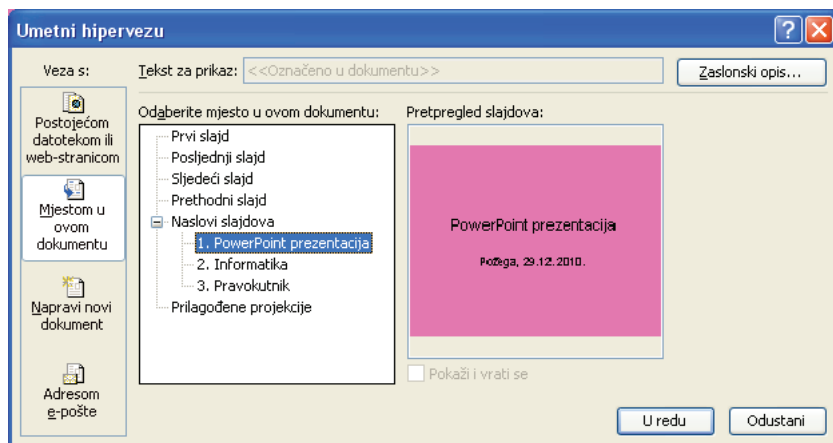 Umetni hipervezu
Veza s:
Tekst za prikaz: <<Označeno u dokumentu>>
Zaslonski opis...
Postojećom
datotekom ili
web-stranicom
Mjestom u
ovom
dokumentu
Napravi novi
dokument
Adresom
e-pošte
Odaberite mjesto u ovom dokumentu:
Prvi slajd
Posljednji slajd
Sljedeći slajd
Prethodni slajd
Naslovi slajdova
1. PowerPoint prezentacija
2. Informatika
3. Pravokutnik
Prilagođene projekcije
Pretpregled slajdova:
PowerPoint prezentacija
Požega, 29.12.2010.
Pokaži i vrati se
U redu
Odustani